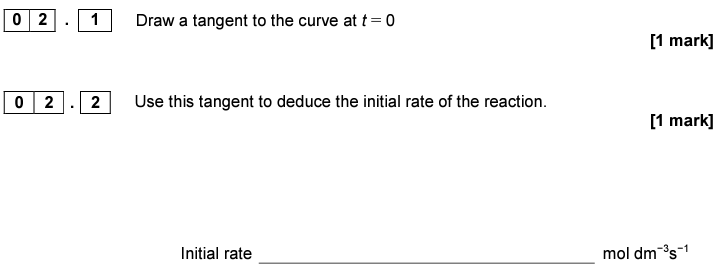 0 2 . 1 Draw a tangent to the curve at t = 0
[1 mark]
0 2 . 2 Use this tangent to deduce the initial rate of the reaction.
[1 mark]
Initial rate ______________ mol dm⁻³s⁻¹